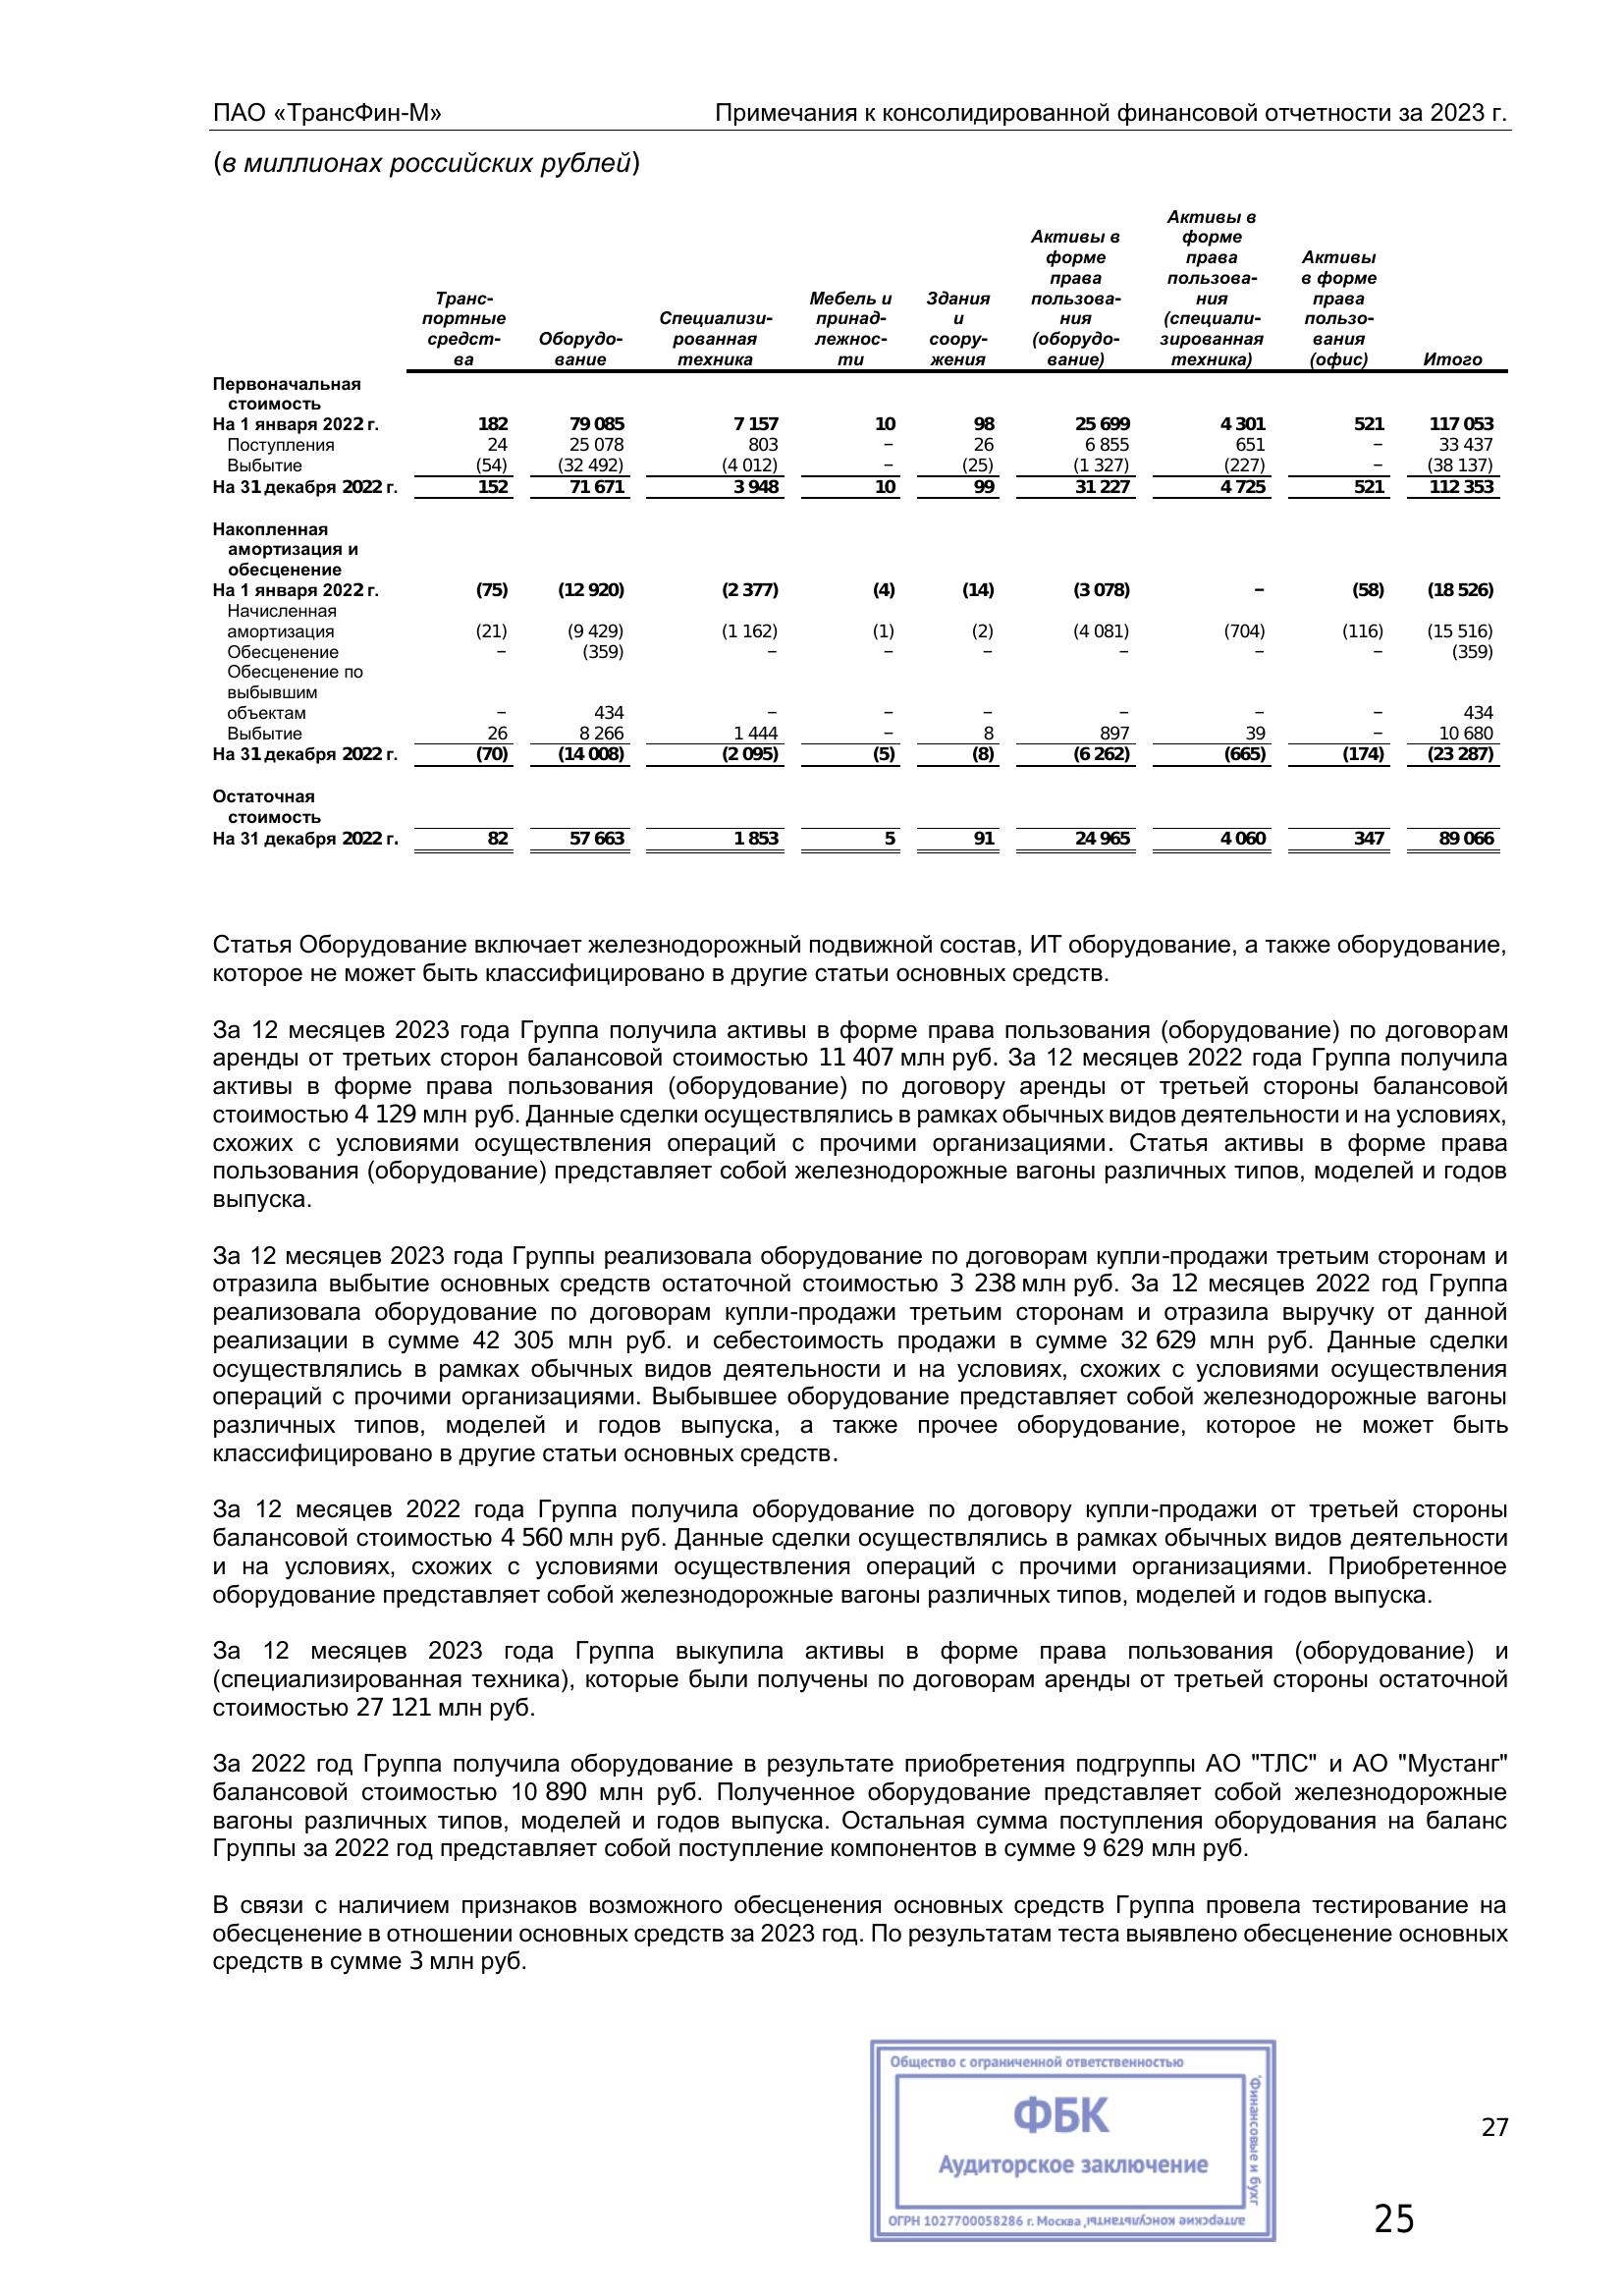 ПАО «ТрансФин-М» Примечания к консолидированной финансовой отчетности за 2023 г.
(в миллионах российских рублей)
Транс-портные средст-ва Оборудо-вание Специализи-рованная техника Мебель и принад-лежнос-ти Здания и соору-жения Активы в форме права пользова-ния (оборудо-вание) Активы в форме права пользова-ния (специали-зированная техника) Активы в форме права пользо-вания (офис) Итого
Первоначальная
стоимость
На 1 января 2022 г. 182 79 085 7 157 10 98 25 699 4 301 521 117 053
Поступления 24 25 078 803 – 26 6 855 651 – 33 437
Выбытие (54) (32 492) (4 012) – (25) (1 327) (227) – (38 137)
На 31 декабря 2022 г. 152 71 671 3 948 10 99 31 227 4 725 521 112 353
Накопленная
амортизация и
обесценение
На 1 января 2022 г. (75) (12 920) (2 377) (4) (14) (3 078) – (58) (18 526)
Начисленная
амортизация (21) (9 429) (1 162) (1) (2) (4 081) (704) (116) (15 516)
Обесценение – (359) – – – – – – (359)
Обесценение по
выбывшим
объектам – 434 – – – – – – 434
Выбытие 26 8 266 1 444 – 8 897 39 – 10 680
На 31 декабря 2022 г. (70) (14 008) (2 095) (5) (8) (6 262) (665) (174) (23 287)
Остаточная
стоимость
На 31 декабря 2022 г. 82 57 663 1 853 5 91 24 965 4 060 347 89 066
Статья Оборудование включает железнодорожный подвижной состав, ИТ оборудование, а также оборудование,
которое не может быть классифицировано в другие статьи основных средств.
За 12 месяцев 2023 года Группа получила активы в форме права пользования (оборудование) по договорам
аренды от третьих сторон балансовой стоимостью 11 407 млн руб. За 12 месяцев 2022 года Группа получила
активы в форме права пользования (оборудование) по договору аренды от третьей стороны балансовой
стоимостью 4 129 млн руб. Данные сделки осуществлялись в рамках обычных видов деятельности и на условиях,
схожих с условиями осуществления операций с прочими организациями. Статья активы в форме права
пользования (оборудование) представляет собой железнодорожные вагоны различных типов, моделей и годов
выпуска.
За 12 месяцев 2023 года Группы реализовала оборудование по договорам купли-продажи третьим сторонам и
отразила выбытие основных средств остаточной стоимостью 3 238 млн руб. За 12 месяцев 2022 год Группа
реализовала оборудование по договорам купли-продажи третьим сторонам и отразила выручку от данной
реализации в сумме 42 305 млн руб. и себестоимость продажи в сумме 32 629 млн руб. Данные сделки
осуществлялись в рамках обычных видов деятельности и на условиях, схожих с условиями осуществления
операций с прочими организациями. Выбывшее оборудование представляет собой железнодорожные вагоны
различных типов, моделей и годов выпуска, а также прочее оборудование, которое не может быть
классифицировано в другие статьи основных средств.
За 12 месяцев 2022 года Группа получила оборудование по договору купли-продажи от третьей стороны
балансовой стоимостью 4 560 млн руб. Данные сделки осуществлялись в рамках обычных видов деятельности
и на условиях, схожих с условиями осуществления операций с прочими организациями. Приобретенное
оборудование представляет собой железнодорожные вагоны различных типов, моделей и годов выпуска.
За 12 месяцев 2023 года Группа выкупила активы в форме права пользования (оборудование) и
(специализированная техника), которые были получены по договорам аренды от третьей стороны остаточной
стоимостью 27 121 млн руб.
За 2022 год Группа получила оборудование в результате приобретения подгруппы АО "ТЛС" и АО "Мустанг"
балансовой стоимостью 10 890 млн руб. Полученное оборудование представляет собой железнодорожные
вагоны различных типов, моделей и годов выпуска. Остальная сумма поступления оборудования на баланс
Группы за 2022 год представляет собой поступление компонентов в сумме 9 629 млн руб.
В связи с наличием признаков возможного обесценения основных средств Группа провела тестирование на
обесценение в отношении основных средств за 2023 год. По результатам теста выявлено обесценение основных
средств в сумме 3 млн руб.
Общество с ограниченной ответственностью
"Финансовые и бухг
алтерские консультанты"
ФБК
Аудиторское заключение
ОГРН 1027700058286 г. Москва
27
25